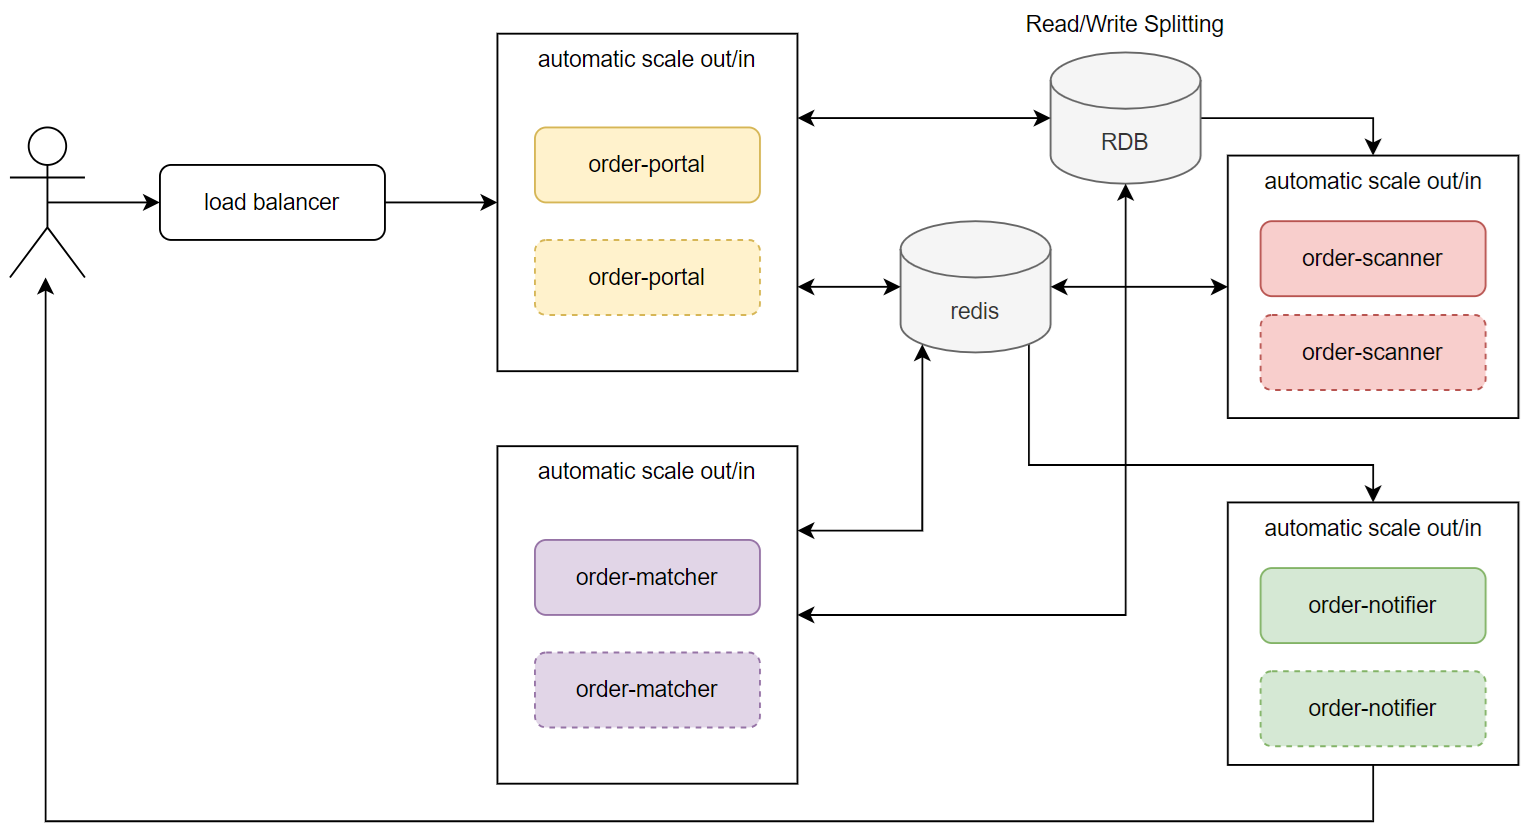 Read/Write Splitting
automatic scale out/in
RDB
order-portal
automatic scale out/in
load balancer
order-scanner
order-portal
redis
order-scanner
automatic scale out/in
automatic scale out/in
order-matcher
order-notifier
order-matcher
order-notifier